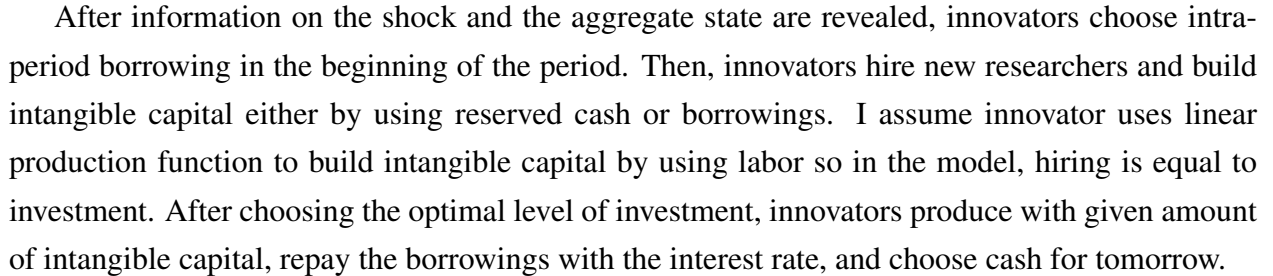 After information on the shock and the aggregate state are revealed, innovators choose intra-
period borrowing in the beginning of the period. Then, innovators hire new researchers and build
intangible capital either by using reserved cash or borrowings. I assume innovator uses linear
production function to build intangible capital by using labor so in the model, hiring is equal to
investment. After choosing the optimal level of investment, innovators produce with given amount
of intangible capital, repay the borrowings with the interest rate, and choose cash for tomorrow.